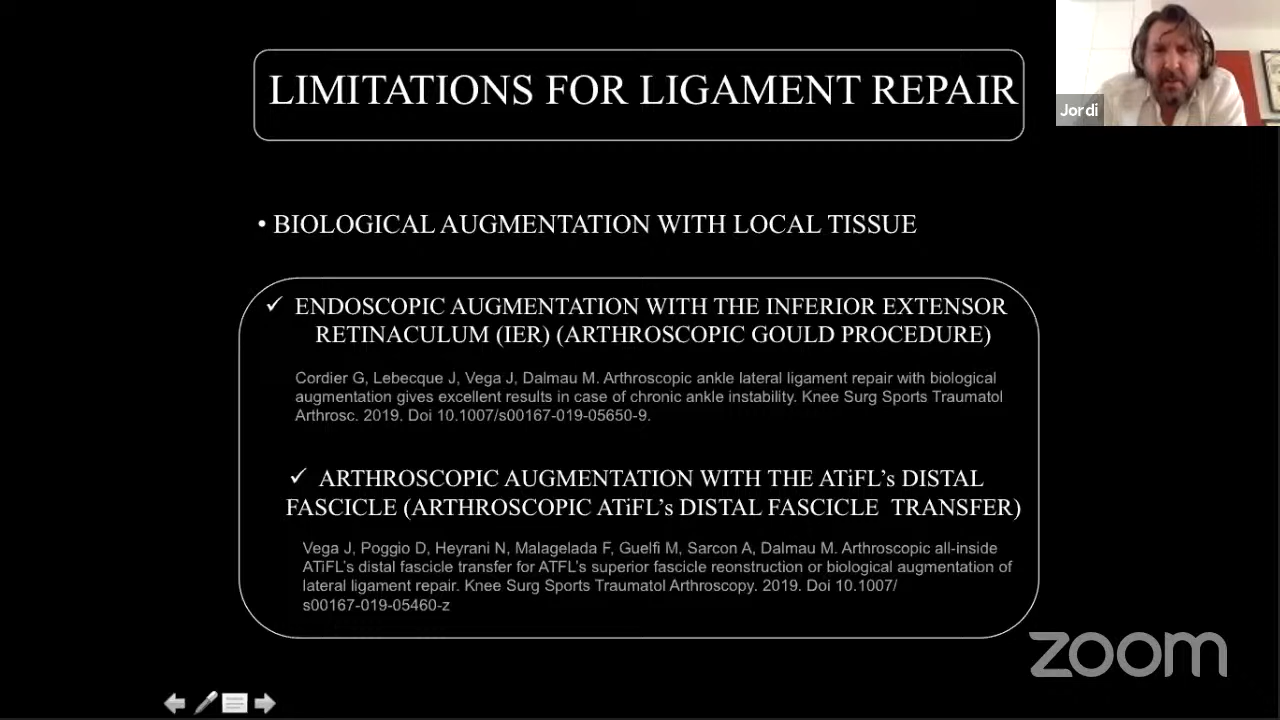 LIMITATIONS FOR LIGAMENT REPAIR
Jordi
• BIOLOGICAL AUGMENTATION WITH LOCAL TISSUE
✓ ENDOSCOPIC AUGMENTATION WITH THE INFERIOR EXTENSOR
RETINACULUM (IER) (ARTHROSCOPIC GOULD PROCEDURE)
Cordier G, Lebecque J, Vega J, Dalmau M. Arthroscopic ankle lateral ligament repair with biological
augmentation gives excellent results in case of chronic ankle instability. Knee Surg Sports Traumatol
Arthrosc. 2019. Doi 10.1007/s00167-019-05650-9.
✓ ARTHROSCOPIC AUGMENTATION WITH THE ATiFL’s DISTAL
FASCICLE (ARTHROSCOPIC ATiFL’s DISTAL FASCICLE TRANSFER)
Vega J, Poggio D, Heyrani N, Malagelada F, Guelfi M, Sarcon A, Dalmau M. Arthroscopic all-inside
ATiFL’s distal fascicle transfer for ATFL’s superior fascicle reonstruction or biological augmentation of
lateral ligament repair. Knee Surg Sports Traumatol Arthroscopy. 2019. Doi 10.1007/
s00167-019-05460-z
zoom